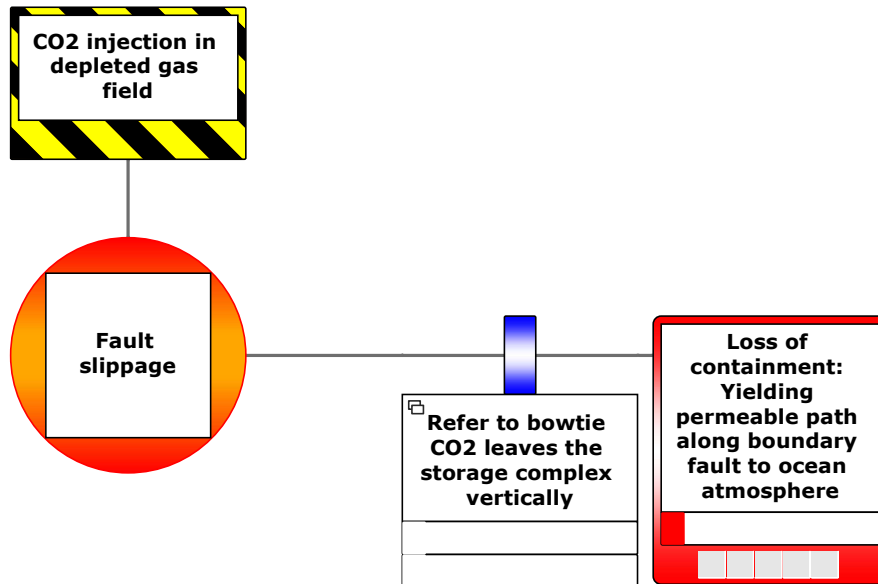 CO2 injection in
depleted gas
field
Fault
slippage
Refer to bowtie
CO2 leaves the
storage complex
vertically
Loss of
containment:
Yielding
permeable path
along boundary
fault to ocean
atmosphere